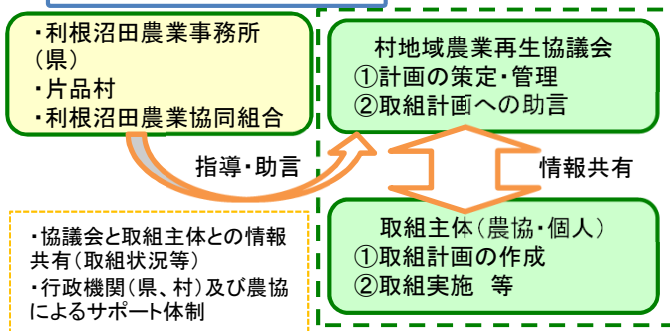 ・利根沼田農業事務所
(県)
・片品村
・利根沼田農業協同組合
村地域農業再生協議会
①計画の策定・管理
②取組計画への助言
指導・助言
情報共有
・協議会と取組主体との情報
共有(取組状況等)
・行政機関(県、村)及び農協
によるサポート体制
取組主体(農協・個人)
①取組計画の作成
②取組実施　等